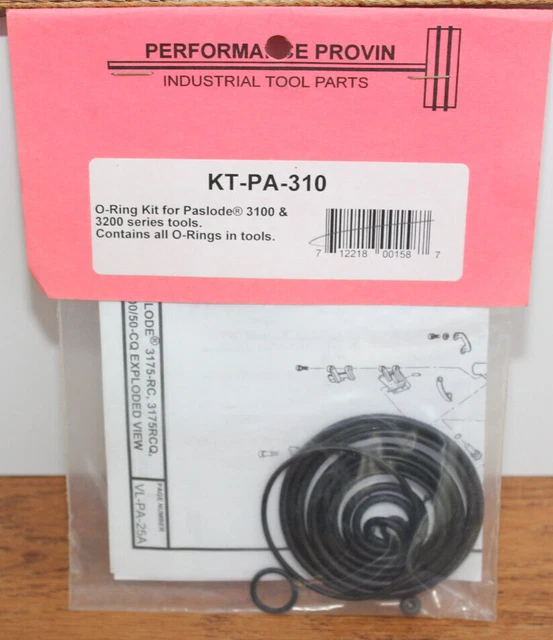 PERFORMANCE PROVIN
INDUSTRIAL TOOL PARTS
KT-PA-310
O-Ring Kit for Paslode® 3100 &
3200 series tools.
Contains all O-Rings in tools.
7 12218 00158 7
LODE® 3175-RC, 3175RCQ,
00/50-CQ EXPLODED VIEW
PAGE NUMBER
VL-PA-25A